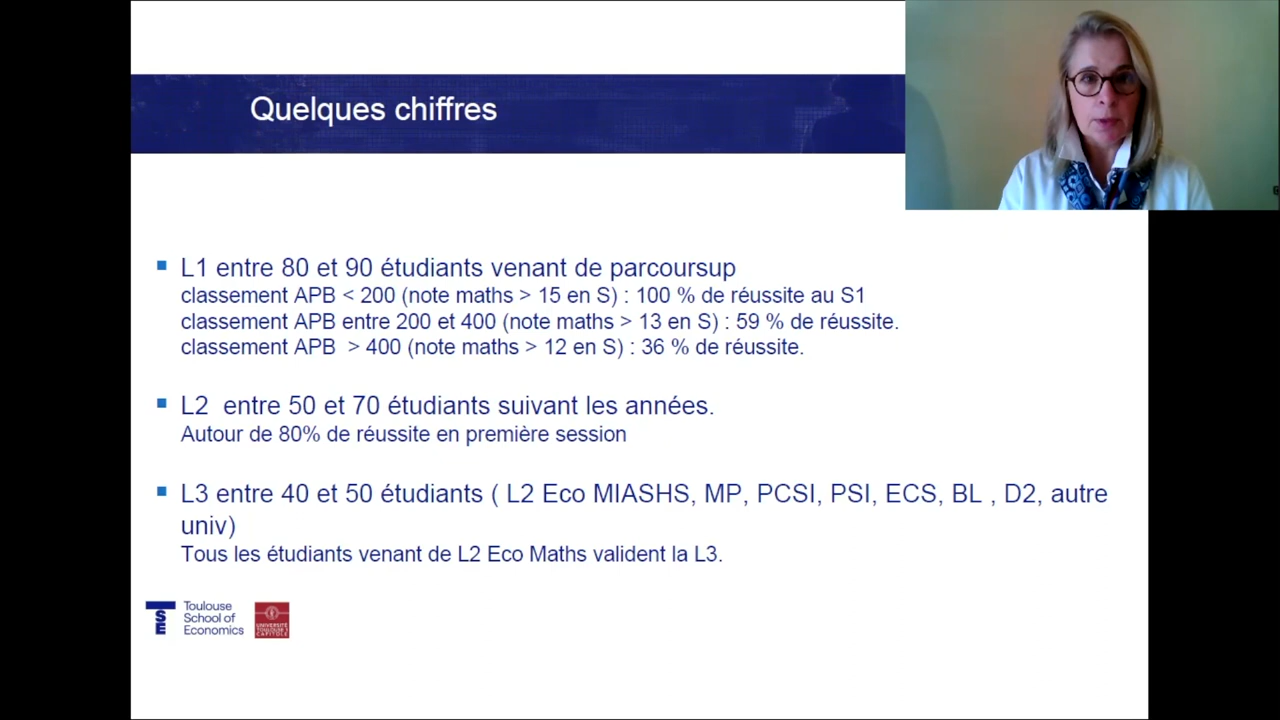 Quelques chiffres
L1 entre 80 et 90 étudiants venant de parcoursup
classement APB < 200 (note maths > 15 en S) : 100 % de réussite au S1
classement APB entre 200 et 400 (note maths > 13 en S) : 59 % de réussite.
classement APB > 400 (note maths > 12 en S) : 36 % de réussite.
L2 entre 50 et 70 étudiants suivant les années.
Autour de 80% de réussite en première session
L3 entre 40 et 50 étudiants ( L2 Eco MIASHS, MP, PCSI, PSI, ECS, BL , D2, autre
univ)
Tous les étudiants venant de L2 Eco Maths valident la L3.
TSE
Toulouse
School of
Economics
UNIVERSITÉ
TOULOUSE 1
CAPITOLE